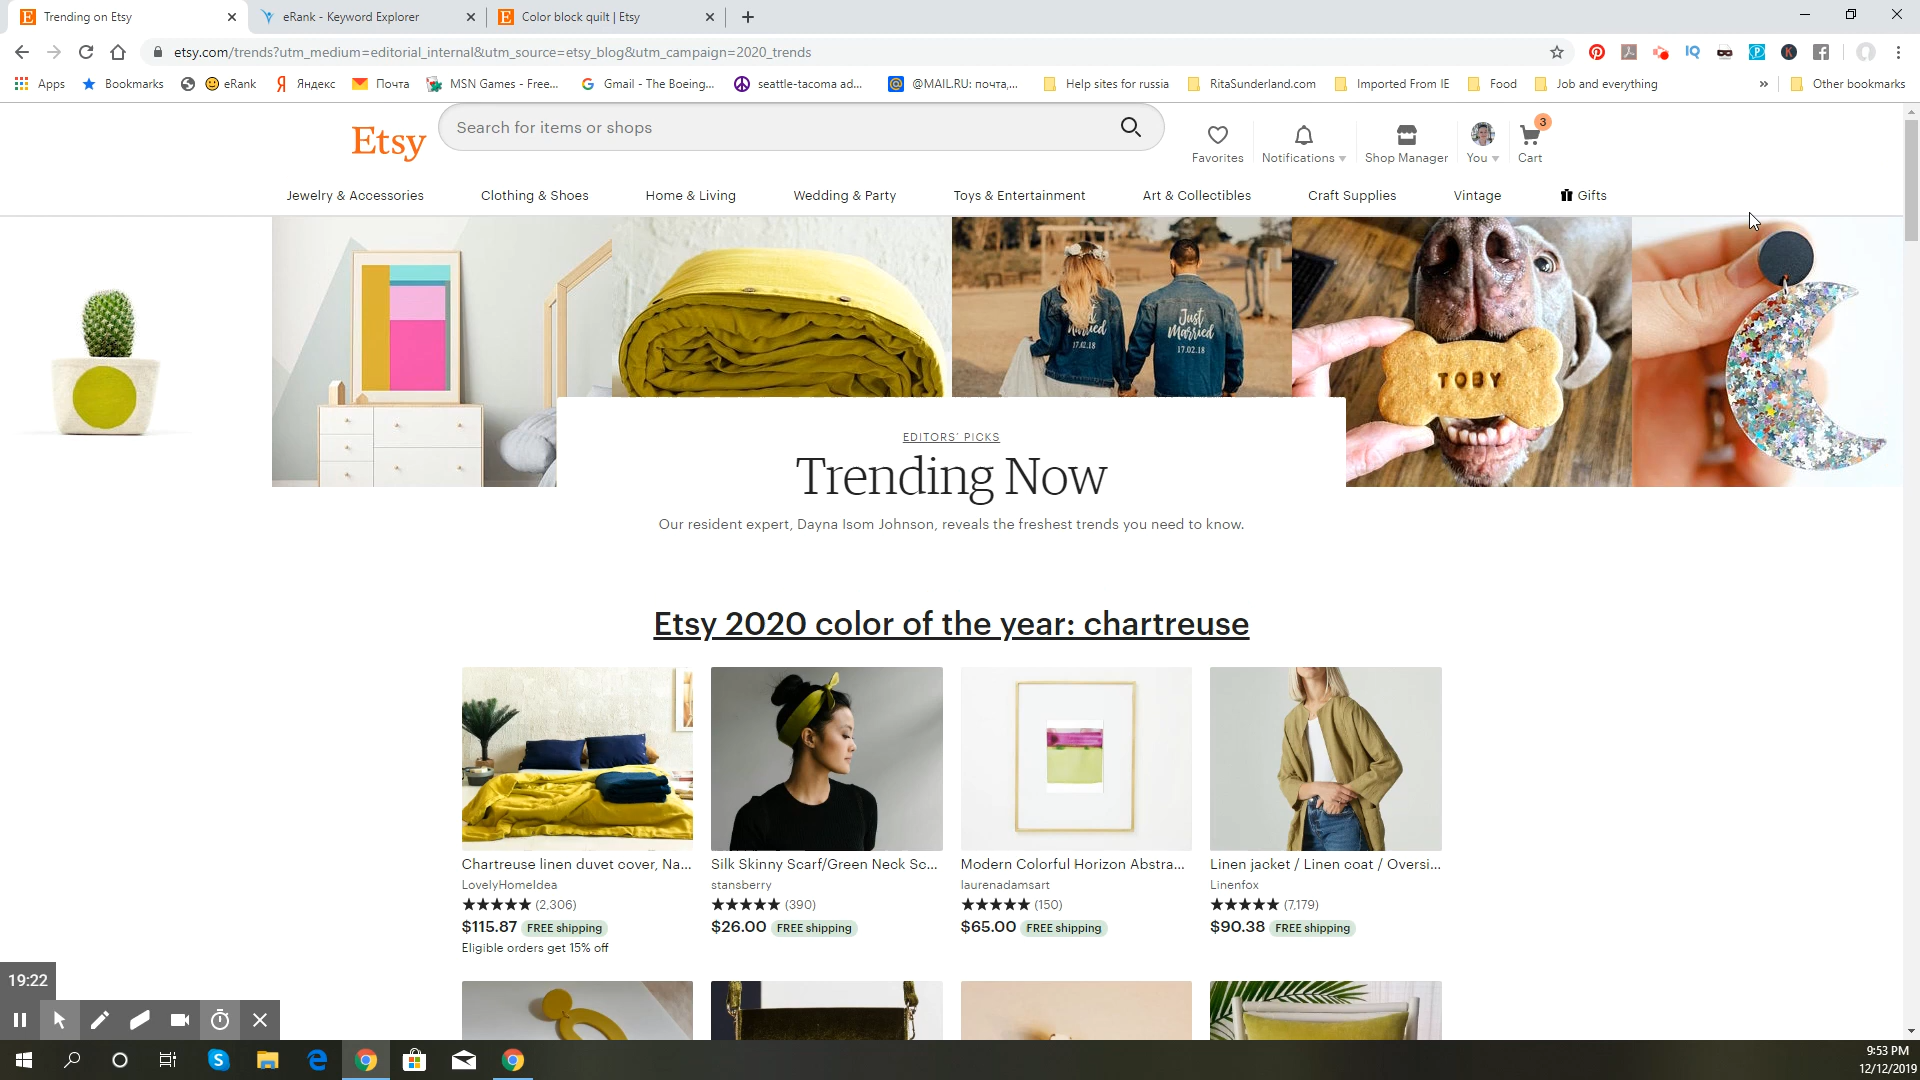 Trending on Etsy
eRank - Keyword Explorer
Color block quilt | Etsy
etsy.com/trends?utm_medium=editorial_internal&utm_source=etsy_blog&utm_campaign=2020_trends
Apps
Bookmarks
eRank
Яндекс
Почта
MSN Games - Free...
Gmail - The Boeing...
seattle-tacoma ad...
@MAIL.RU: почта,...
Help sites for russia
RitaSunderland.com
Imported From IE
Food
Job and everything
»
Other bookmarks
Etsy
Search for items or shops
Favorites
Notifications
Shop Manager
You
3
Cart
Jewelry & Accessories
Clothing & Shoes
Home & Living
Wedding & Party
Toys & Entertainment
Art & Collectibles
Craft Supplies
Vintage
Gifts
Married
17.02.18
Just
Married
17.02.18
TOBY
EDITORS' PICKS
Trending Now
Our resident expert, Dayna Isom Johnson, reveals the freshest trends you need to know.
Etsy 2020 color of the year: chartreuse
Chartreuse linen duvet cover, Na...
LovelyHomeIdea
(2,306)
$115.87 FREE shipping
Eligible orders get 15% off
Silk Skinny Scarf/Green Neck Sc...
stansberry
(390)
$26.00 FREE shipping
Modern Colorful Horizon Abstra...
laurenadamsart
(150)
$65.00 FREE shipping
Linen jacket / Linen coat / Oversi...
Linenfox
(7,179)
$90.38 FREE shipping
19:22
9:53 PM
12/12/2019